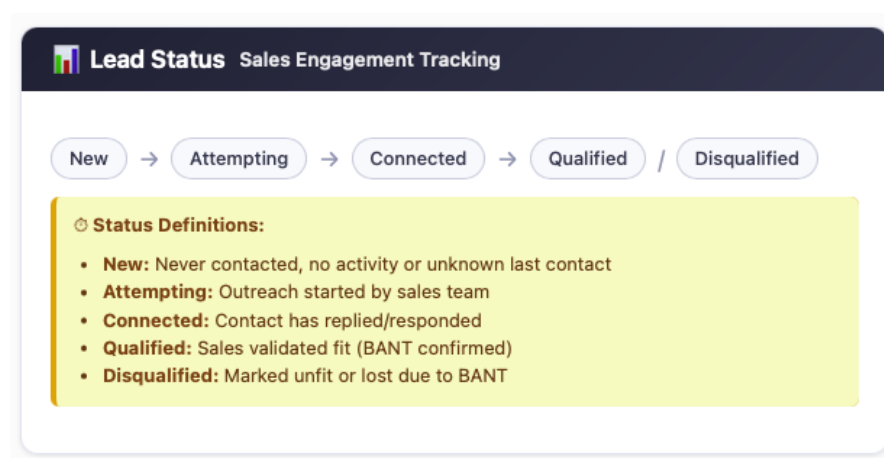 Lead Status Sales Engagement Tracking
New → Attempting → Connected → Qualified / Disqualified
Status Definitions:
• New: Never contacted, no activity or unknown last contact
• Attempting: Outreach started by sales team
• Connected: Contact has replied/responded
• Qualified: Sales validated fit (BANT confirmed)
• Disqualified: Marked unfit or lost due to BANT